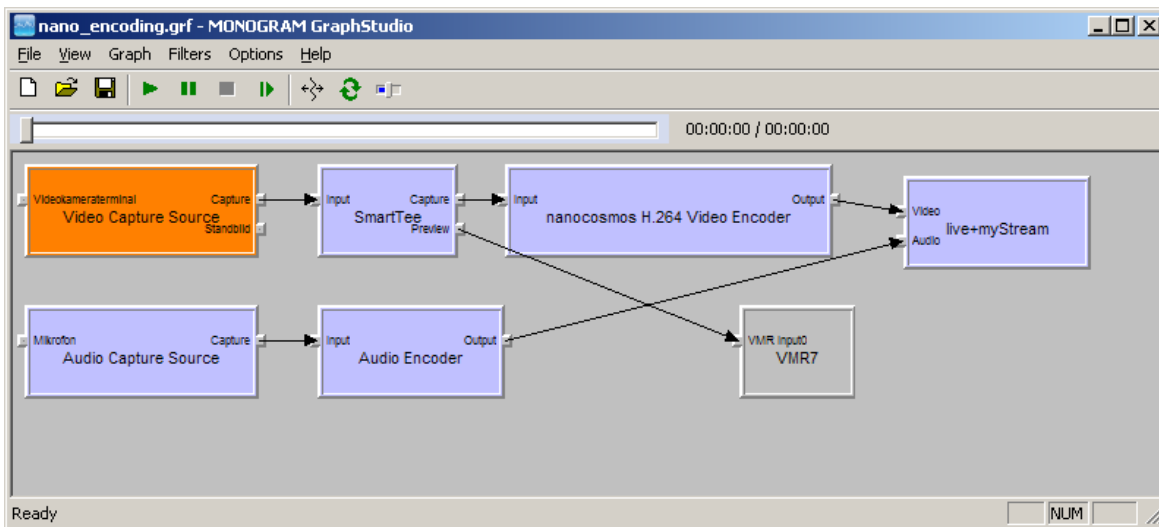 nano_encoding.grf - MONOGRAM GraphStudio
File View Graph Filters Options Help
00:00:00 / 00:00:00
Videokameraterminal Capture
Video Capture Source
Standbild
Input Capture
SmartTee
Preview
Input Output
nanocosmos H.264 Video Encoder
Video
live+myStream
Audio
Mikrofon Capture
Audio Capture Source
Input Output
Audio Encoder
VMR Input0
VMR7
Ready NUM